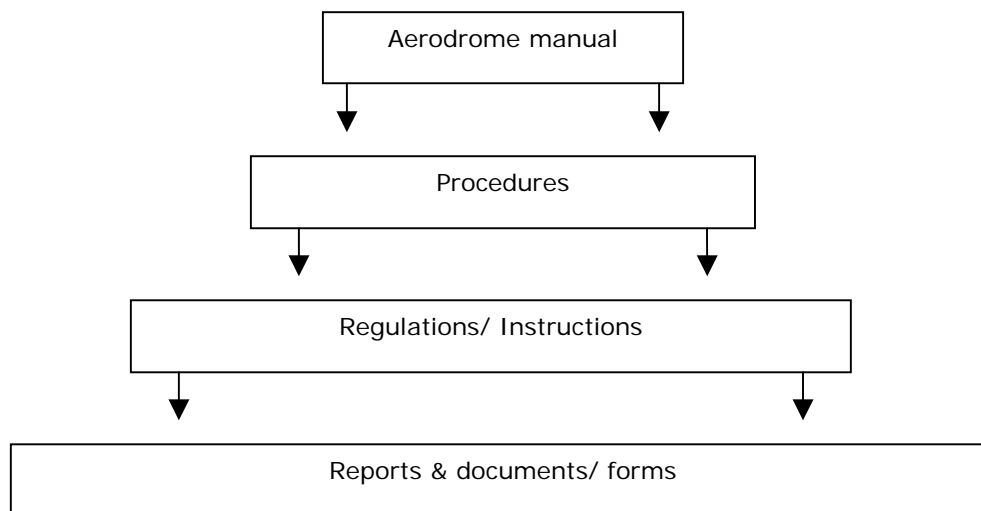 Aerodrome manual
Procedures
Regulations/ Instructions
Reports & documents/ forms